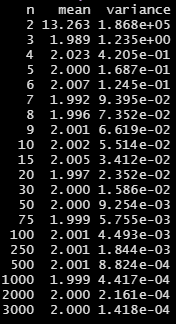 n mean variance
2 13.263 1.868e+05
3 1.989 1.235e+00
4 2.023 4.205e-01
5 2.000 1.687e-01
6 2.007 1.245e-01
7 1.992 9.395e-02
8 1.996 7.352e-02
9 2.001 6.619e-02
10 2.002 5.514e-02
15 2.005 3.412e-02
20 1.997 2.352e-02
30 2.000 1.586e-02
50 2.000 9.254e-03
75 1.999 5.755e-03
100 2.001 4.493e-03
250 2.001 1.844e-03
500 2.001 8.824e-04
1000 1.999 4.417e-04
2000 2.000 2.161e-04
3000 2.001 1.418e-04